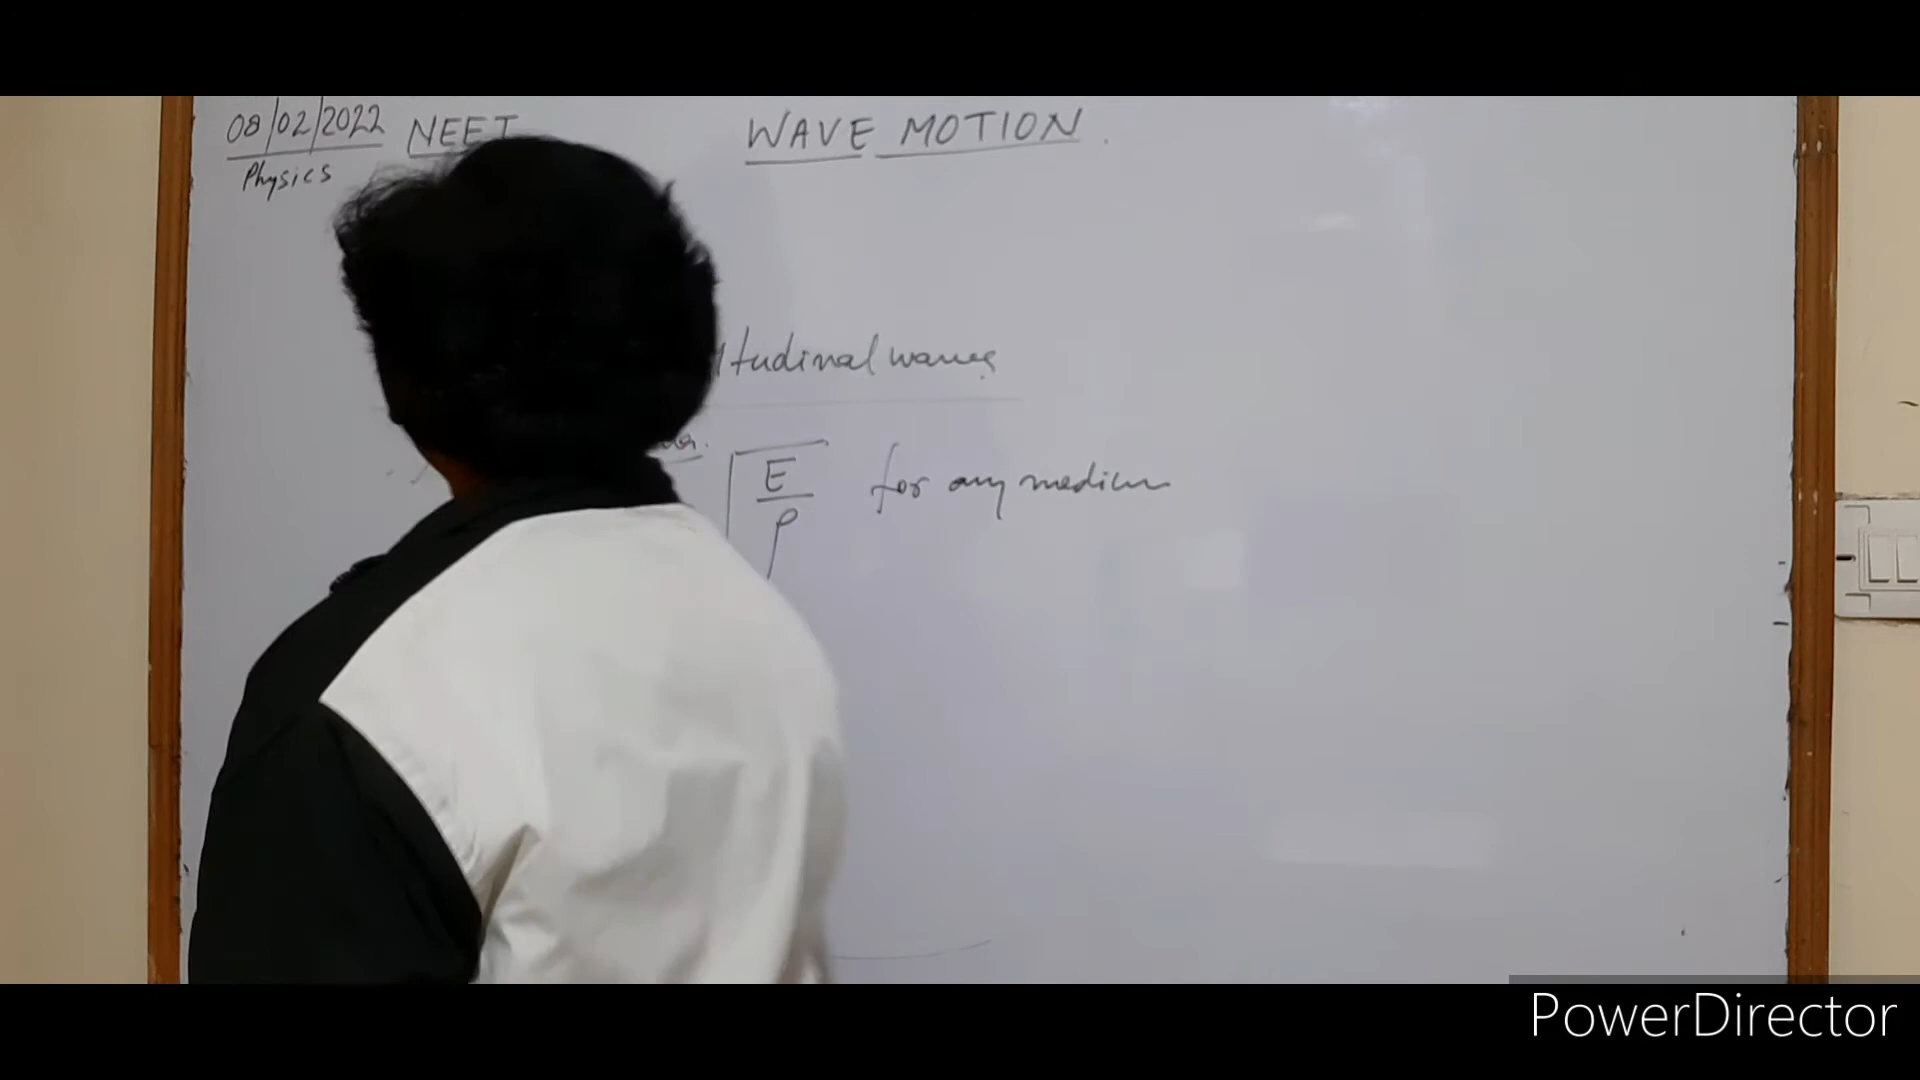 08/02/2022 NEET
Physics
WAVE MOTION.
tudinal waves
√E/ρ for any medium
PowerDirector